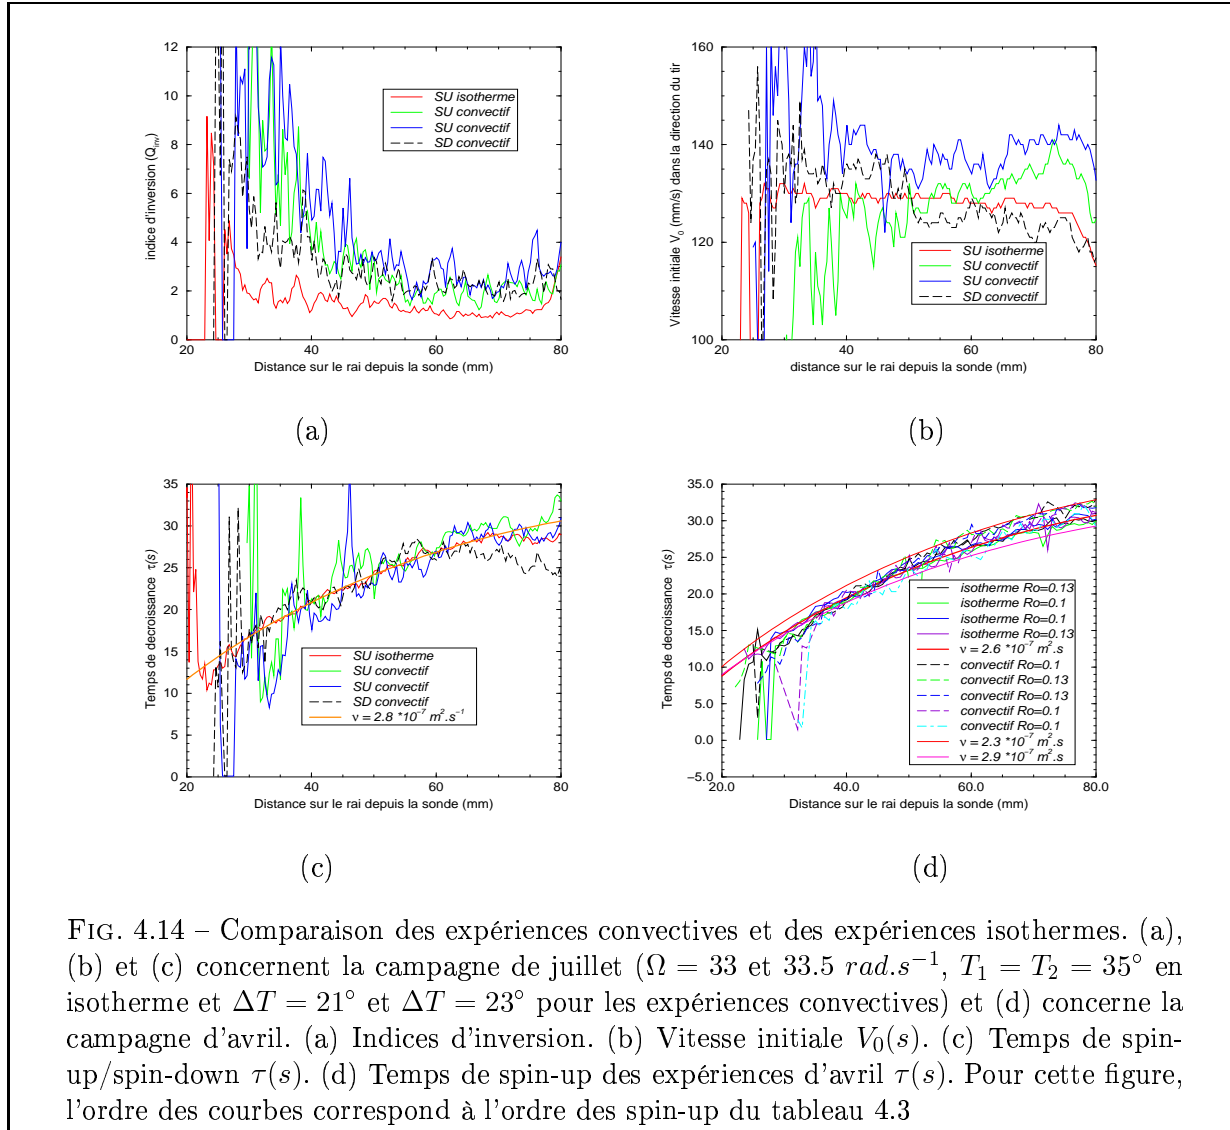 12
10
8
6
4
2
0
indice d'inversion (Q_inv)
SU isotherme
SU convectif
SU convectif
SD convectif
20 40 60 80
Distance sur le rai depuis la sonde (mm)
(a)
160
140
120
100
Vitesse initiale V_0 (mm/s) dans la direction du tir
SU isotherme
SU convectif
SU convectif
SD convectif
20 40 60 80
distance sur le rai depuis la sonde (mm)
(b)
35
30
25
20
15
10
5
0
Temps de decroissance τ(s)
SU isotherme
SU convectif
SU convectif
SD convectif
ν = 2.8 *10^−7 m^2.s^−1
20 40 60 80
Distance sur le rai depuis la sonde (mm)
(c)
35.0
30.0
25.0
20.0
15.0
10.0
5.0
0.0
−5.0
Temps de decroissance τ(s)
isotherme Ro=0.13
isotherme Ro=0.1
isotherme Ro=0.1
isotherme Ro=0.13
ν = 2.6 *10^−7 m^2.s
convectif Ro=0.1
convectif Ro=0.13
convectif Ro=0.13
convectif Ro=0.1
convectif Ro=0.1
ν = 2.3 *10^−7 m^2.s
ν = 2.9 *10^−7 m^2.s
20.0 40.0 60.0 80.0
Distance sur le rai depuis la sonde (mm)
(d)
FIG. 4.14 – Comparaison des expériences convectives et des expériences isothermes. (a),
(b) et (c) concernent la campagne de juillet (Ω = 33 et 33.5 rad.s^−1, T_1 = T_2 = 35° en
isotherme et ΔT = 21° et ΔT = 23° pour les expériences convectives) et (d) concerne la
campagne d'avril. (a) Indices d'inversion. (b) Vitesse initiale V_0(s). (c) Temps de spin-
up/spin-down τ(s). (d) Temps de spin-up des expériences d'avril τ(s). Pour cette figure,
l'ordre des courbes correspond à l'ordre des spin-up du tableau 4.3